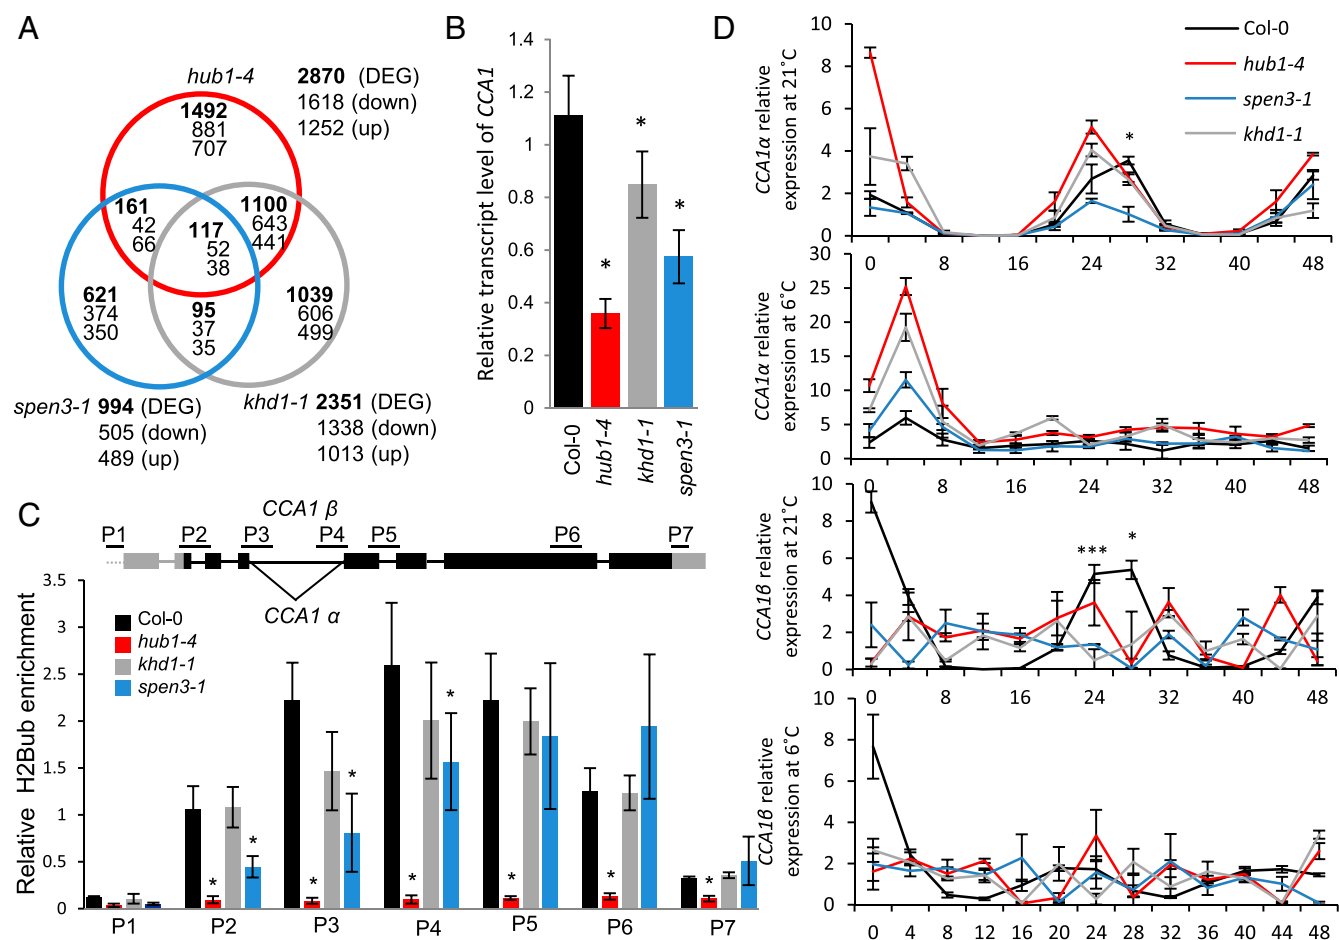 A
hub1-4
2870 (DEG)
1618 (down)
1252 (up)
1492
881
707
161
42
66
1100
643
441
117
52
38
621
374
350
95
37
35
1039
606
499
spen3-1 994 (DEG)
505 (down)
489 (up)
khd1-1 2351 (DEG)
1338 (down)
1013 (up)
B
Relative transcript level of CCA1
1.4
1.2
1
0.8
0.6
0.4
0.2
0
*
*
*
Col-0
hub1-4
khd1-1
spen3-1
C
CCA1 β
P1 P2 P3 P4 P5 P6 P7
CCA1 α
Relative H2Bub enrichment
3.5
3
2.5
2
1.5
1
0.5
0
Col-0
hub1-4
khd1-1
spen3-1
* * * * * * * * *
P1 P2 P3 P4 P5 P6 P7
D
Col-0
hub1-4
spen3-1
khd1-1
CCA1α relative
expression at 21˚C
10
8
6
4
2
0
*
0 8 16 24 32 40 48
CCA1α relative
expression at 6˚C
30
25
20
15
10
5
0
0 8 16 24 32 40 48
CCA1β relative
expression at 21˚C
10
8
6
4
2
0
*** *
0 8 16 24 32 40 48
CCA1β relative
expression at 6˚C
10
8
6
4
2
0
0 4 8 12 16 20 24 28 32 36 40 44 48